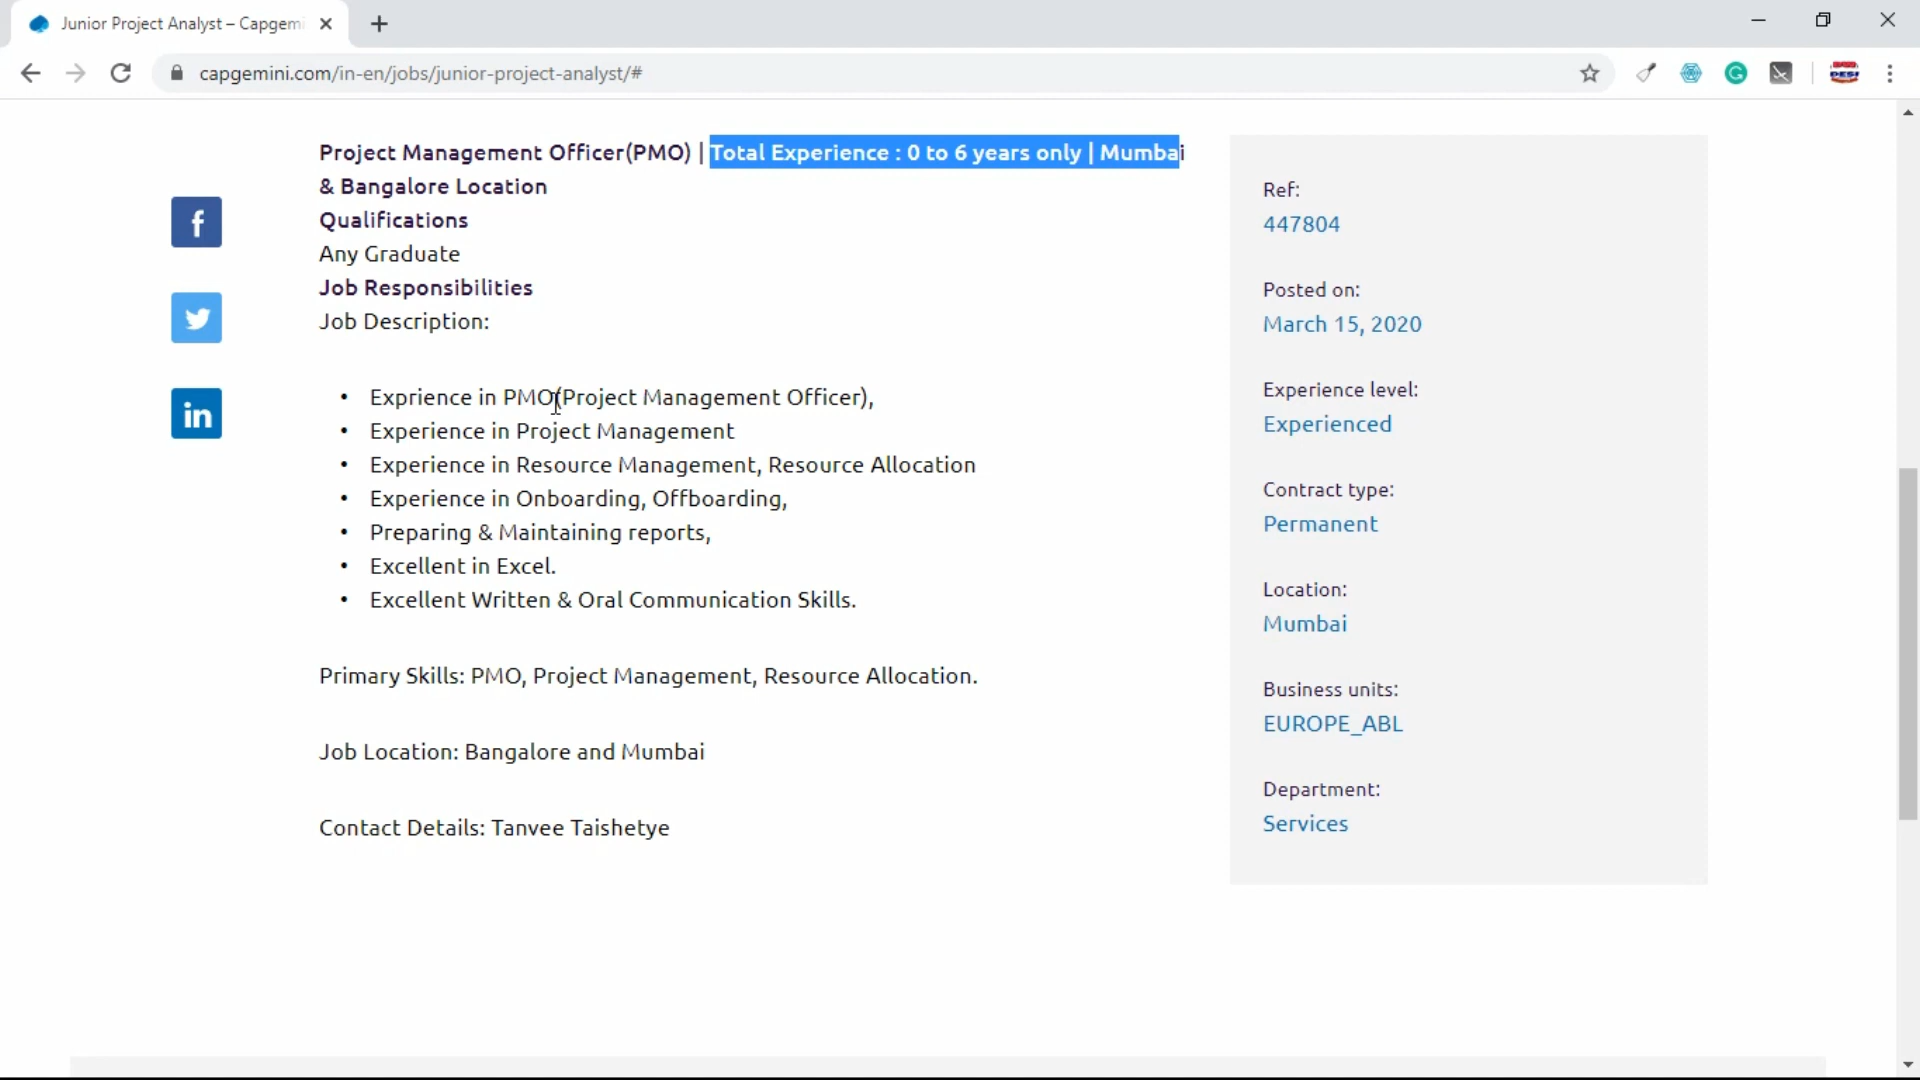 Junior Project Analyst – Capgemi
capgemini.com/in-en/jobs/junior-project-analyst/#
Project Management Officer(PMO) | Total Experience : 0 to 6 years only | Mumbai
& Bangalore Location
Qualifications
Any Graduate
Job Responsibilities
Job Description:
• Exprience in PMO(Project Management Officer),
• Experience in Project Management
• Experience in Resource Management, Resource Allocation
• Experience in Onboarding, Offboarding,
• Preparing & Maintaining reports,
• Excellent in Excel.
• Excellent Written & Oral Communication Skills.
Primary Skills: PMO, Project Management, Resource Allocation.
Job Location: Bangalore and Mumbai
Contact Details: Tanvee Taishetye
Ref:
447804
Posted on:
March 15, 2020
Experience level:
Experienced
Contract type:
Permanent
Location:
Mumbai
Business units:
EUROPE_ABL
Department:
Services